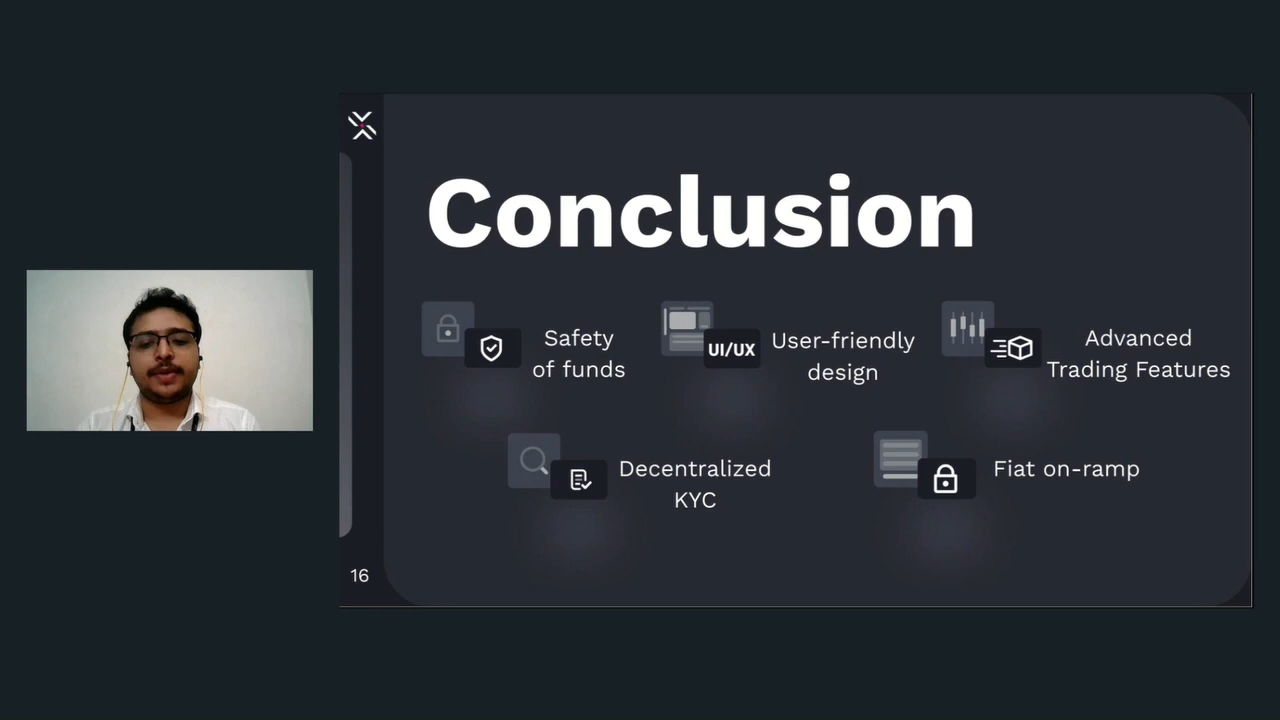 Conclusion
Safety
of funds
UI/UX
User-friendly
design
Advanced
Trading Features
Decentralized
KYC
Fiat on-ramp
16